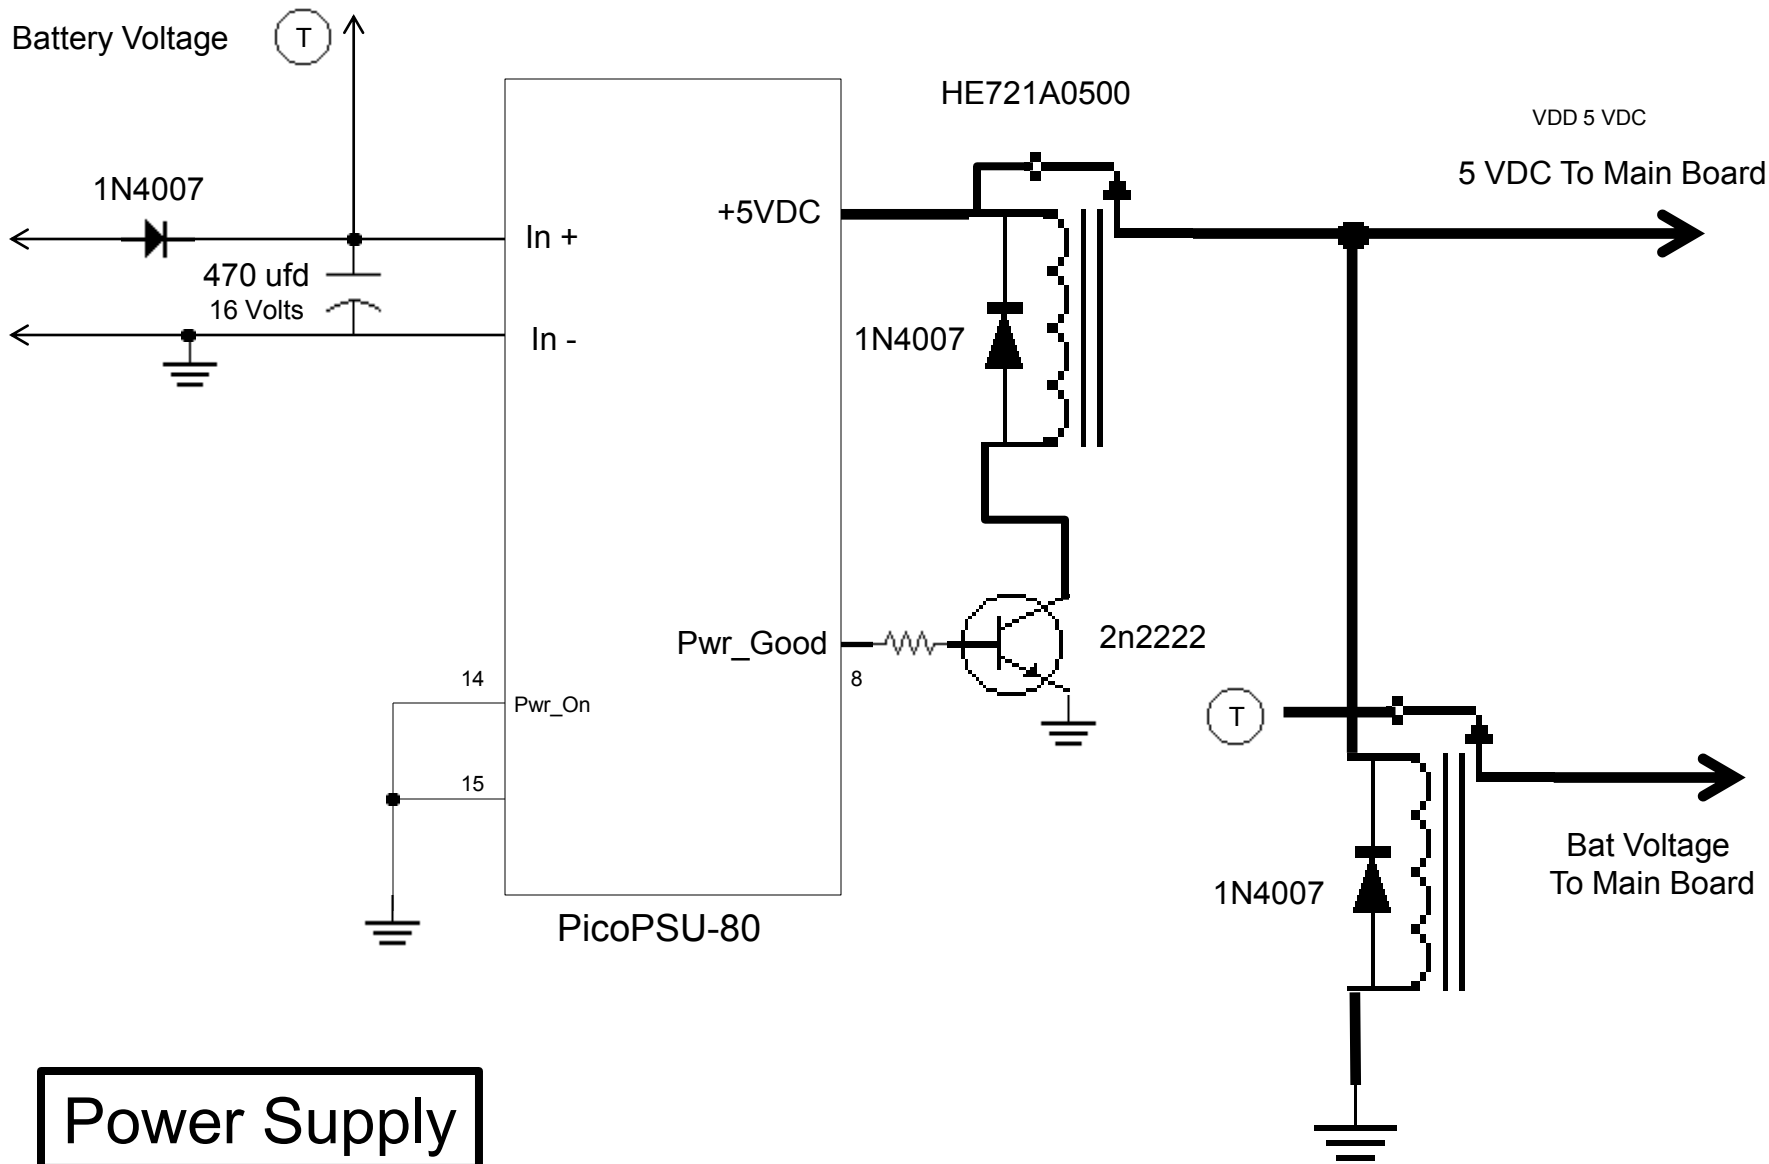 Battery Voltage
T
HE721A0500
VDD 5 VDC
5 VDC To Main Board
1N4007
+5VDC
In +
470 ufd
16 Volts
In -
1N4007
Pwr_Good
2n2222
8
14
Pwr_On
T
15
Bat Voltage
To Main Board
1N4007
PicoPSU-80
Power Supply